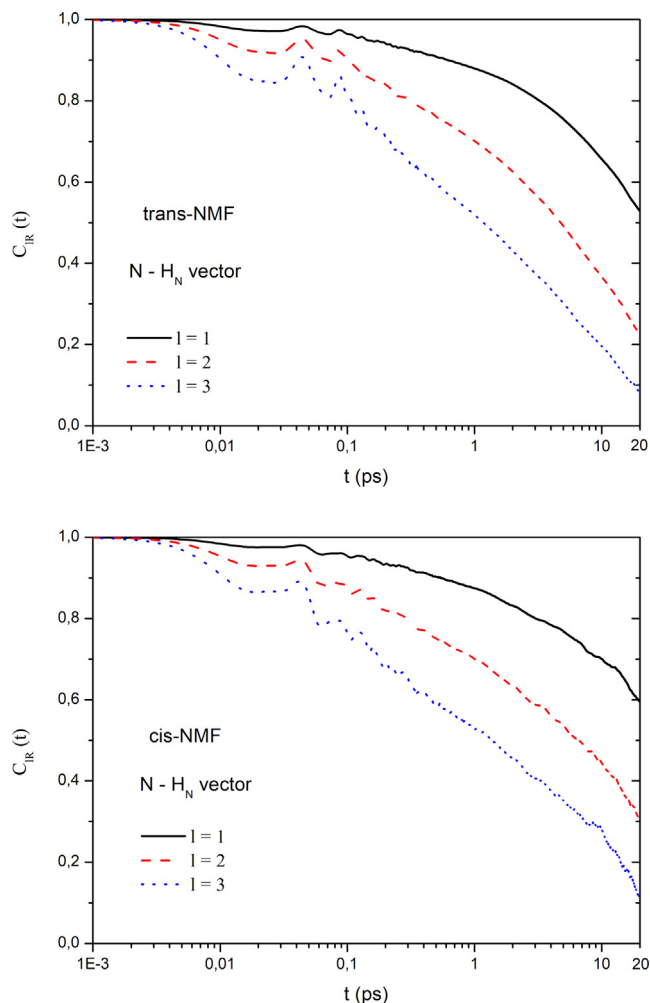 1,0
0,8
0,6
0,4
0,2
0,0
C_IR (t)
trans-NMF
N - H_N vector
l = 1
l = 2
l = 3
1E-3 0,01 0,1 1 10 20
t (ps)
1,0
0,8
0,6
0,4
0,2
0,0
C_IR (t)
cis-NMF
N - H_N vector
l = 1
l = 2
l = 3
1E-3 0,01 0,1 1 10 20
t (ps)